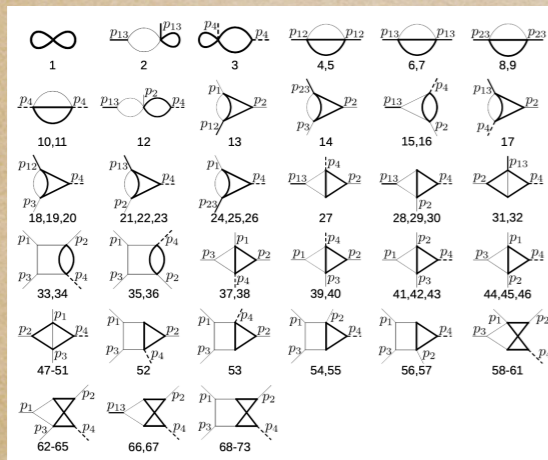 p13 p13 p4 p4 p12 p12 p13 p13 p23 p23
1 2 3 4,5 6,7 8,9
p4 p4 p13 p2 p4 p1 p12 p2 p23 p3 p13 p4 p2 p13 p4 p2
10,11 12 13 14 15,16 17
p12 p3 p4 p13 p2 p4 p1 p23 p4 p13 p4 p2 p13 p2 p4 p2 p13 p4
18,19,20 21,22,23 24,25,26 27 28,29,30 31,32
p1 p2 p3 p4 p1 p4 p3 p2 p3 p1 p2 p4 p3 p4 p2 p1 p1 p2 p4 p3 p2 p1 p4 p3
33,34 35,36 37,38 39,40 41,42,43 44,45,46
p2 p1 p4 p3 p1 p3 p2 p4 p1 p3 p4 p2 p1 p3 p2 p4 p1 p3 p4 p2 p1 p2 p3
47-51 52 53 54,55 56,57 58-61
p1 p2 p3 p4 p13 p2 p4 p1 p2 p3 p4
62-65 66,67 68-73